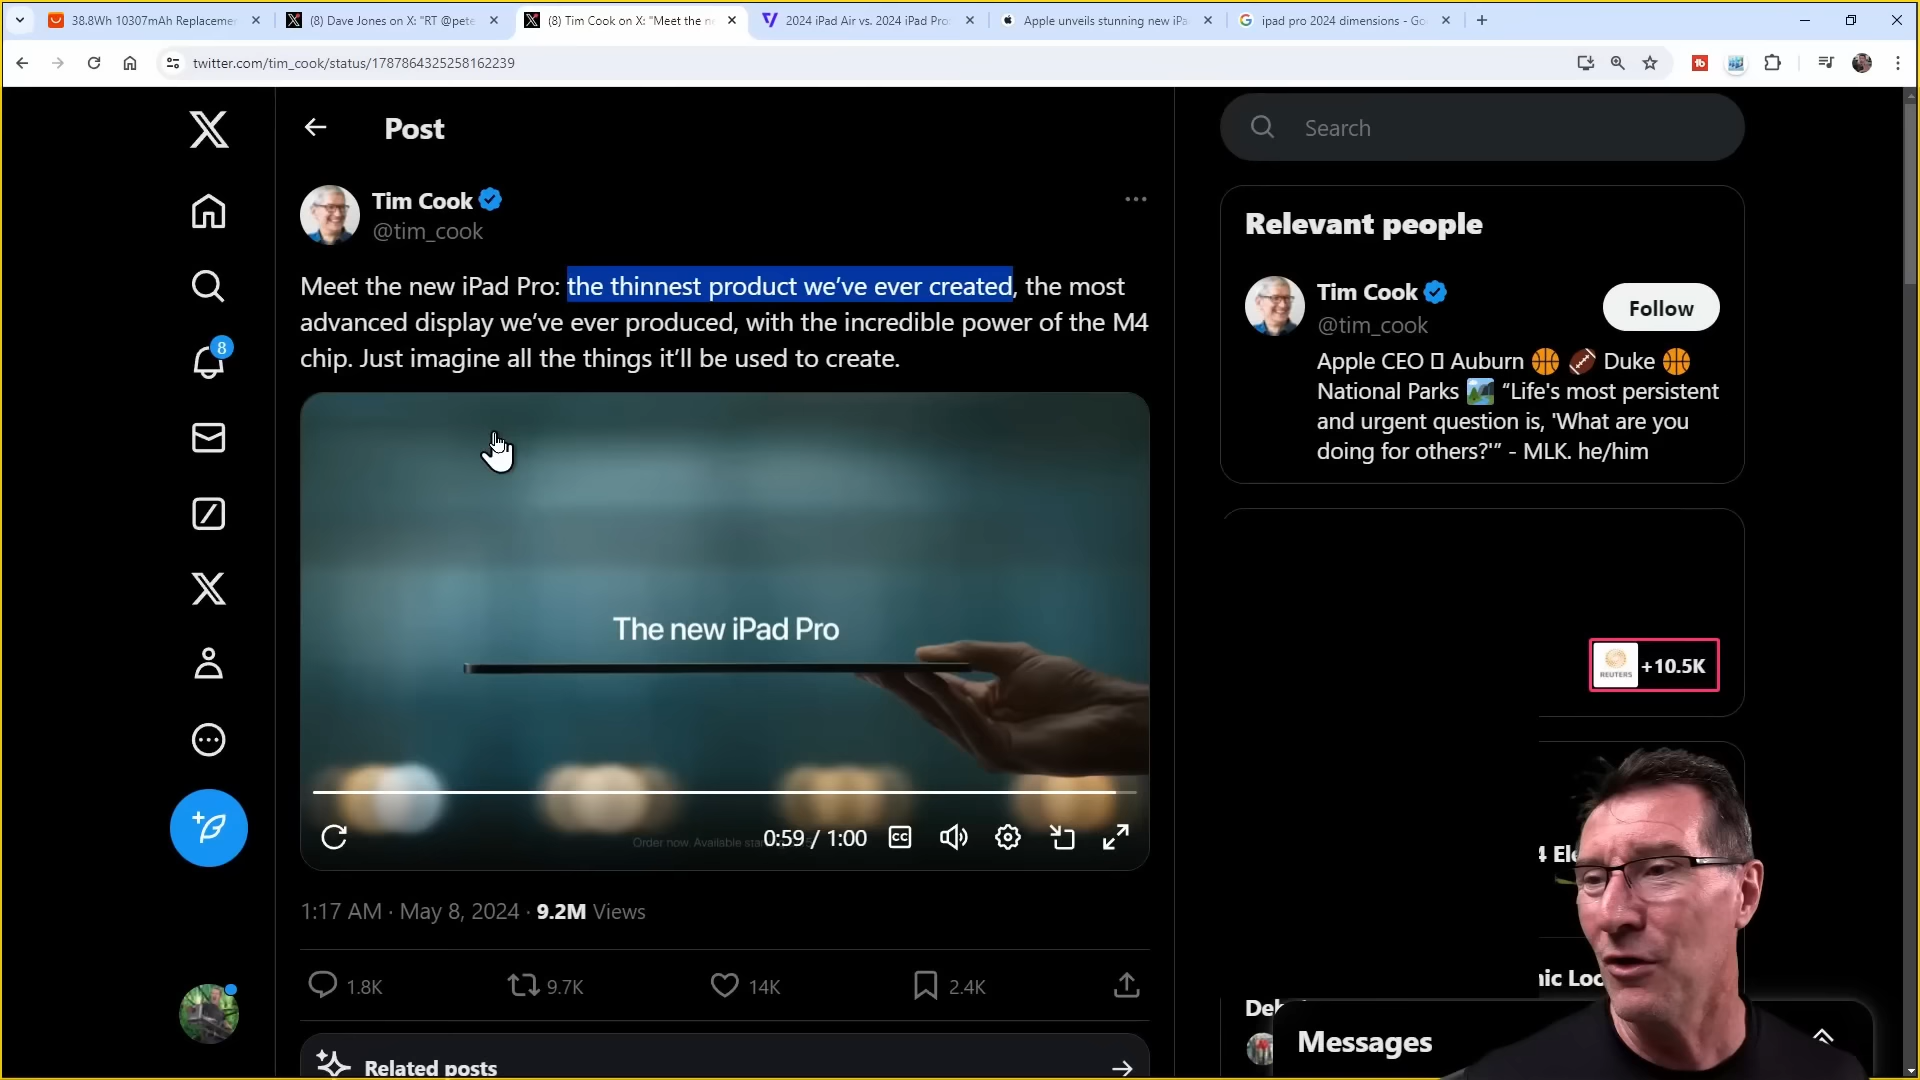 38.8Wh 10307mAh Replacemen
(8) Dave Jones on X: "RT @pete
(8) Tim Cook on X: "Meet the ne
2024 iPad Air vs. 2024 iPad Pro
Apple unveils stunning new iPa
ipad pro 2024 dimensions - Go
twitter.com/tim_cook/status/1787864325258162239
Post
Search
Tim Cook
@tim_cook
Meet the new iPad Pro: the thinnest product we’ve ever created, the most
advanced display we’ve ever produced, with the incredible power of the M4
chip. Just imagine all the things it’ll be used to create.
The new iPad Pro
Order now. Available sta
0:59 / 1:00
CC
1:17 AM · May 8, 2024 · 9.2M Views
1.8K
9.7K
14K
2.4K
Related posts
8
Relevant people
Tim Cook
@tim_cook
Follow
Apple CEO Auburn 🏀 🏈 Duke 🏀
National Parks 🏞️ “Life's most persistent
and urgent question is, 'What are you
doing for others?'” - MLK. he/him
REUTERS
+10.5K
4 Ele
nic Loc
Deb
Messages